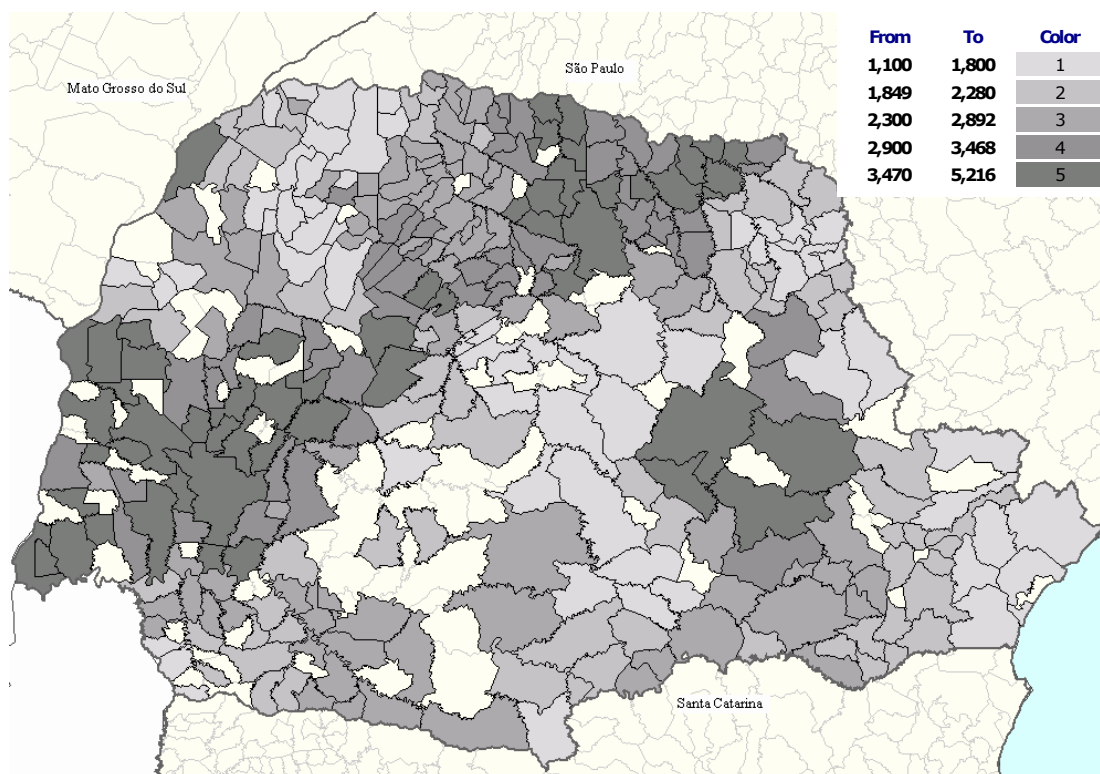 From To Color
1,100 1,800 1
1,849 2,280 2
2,300 2,892 3
2,900 3,468 4
3,470 5,216 5
São Paulo
Mato Grosso do Sul
Santa Catarina